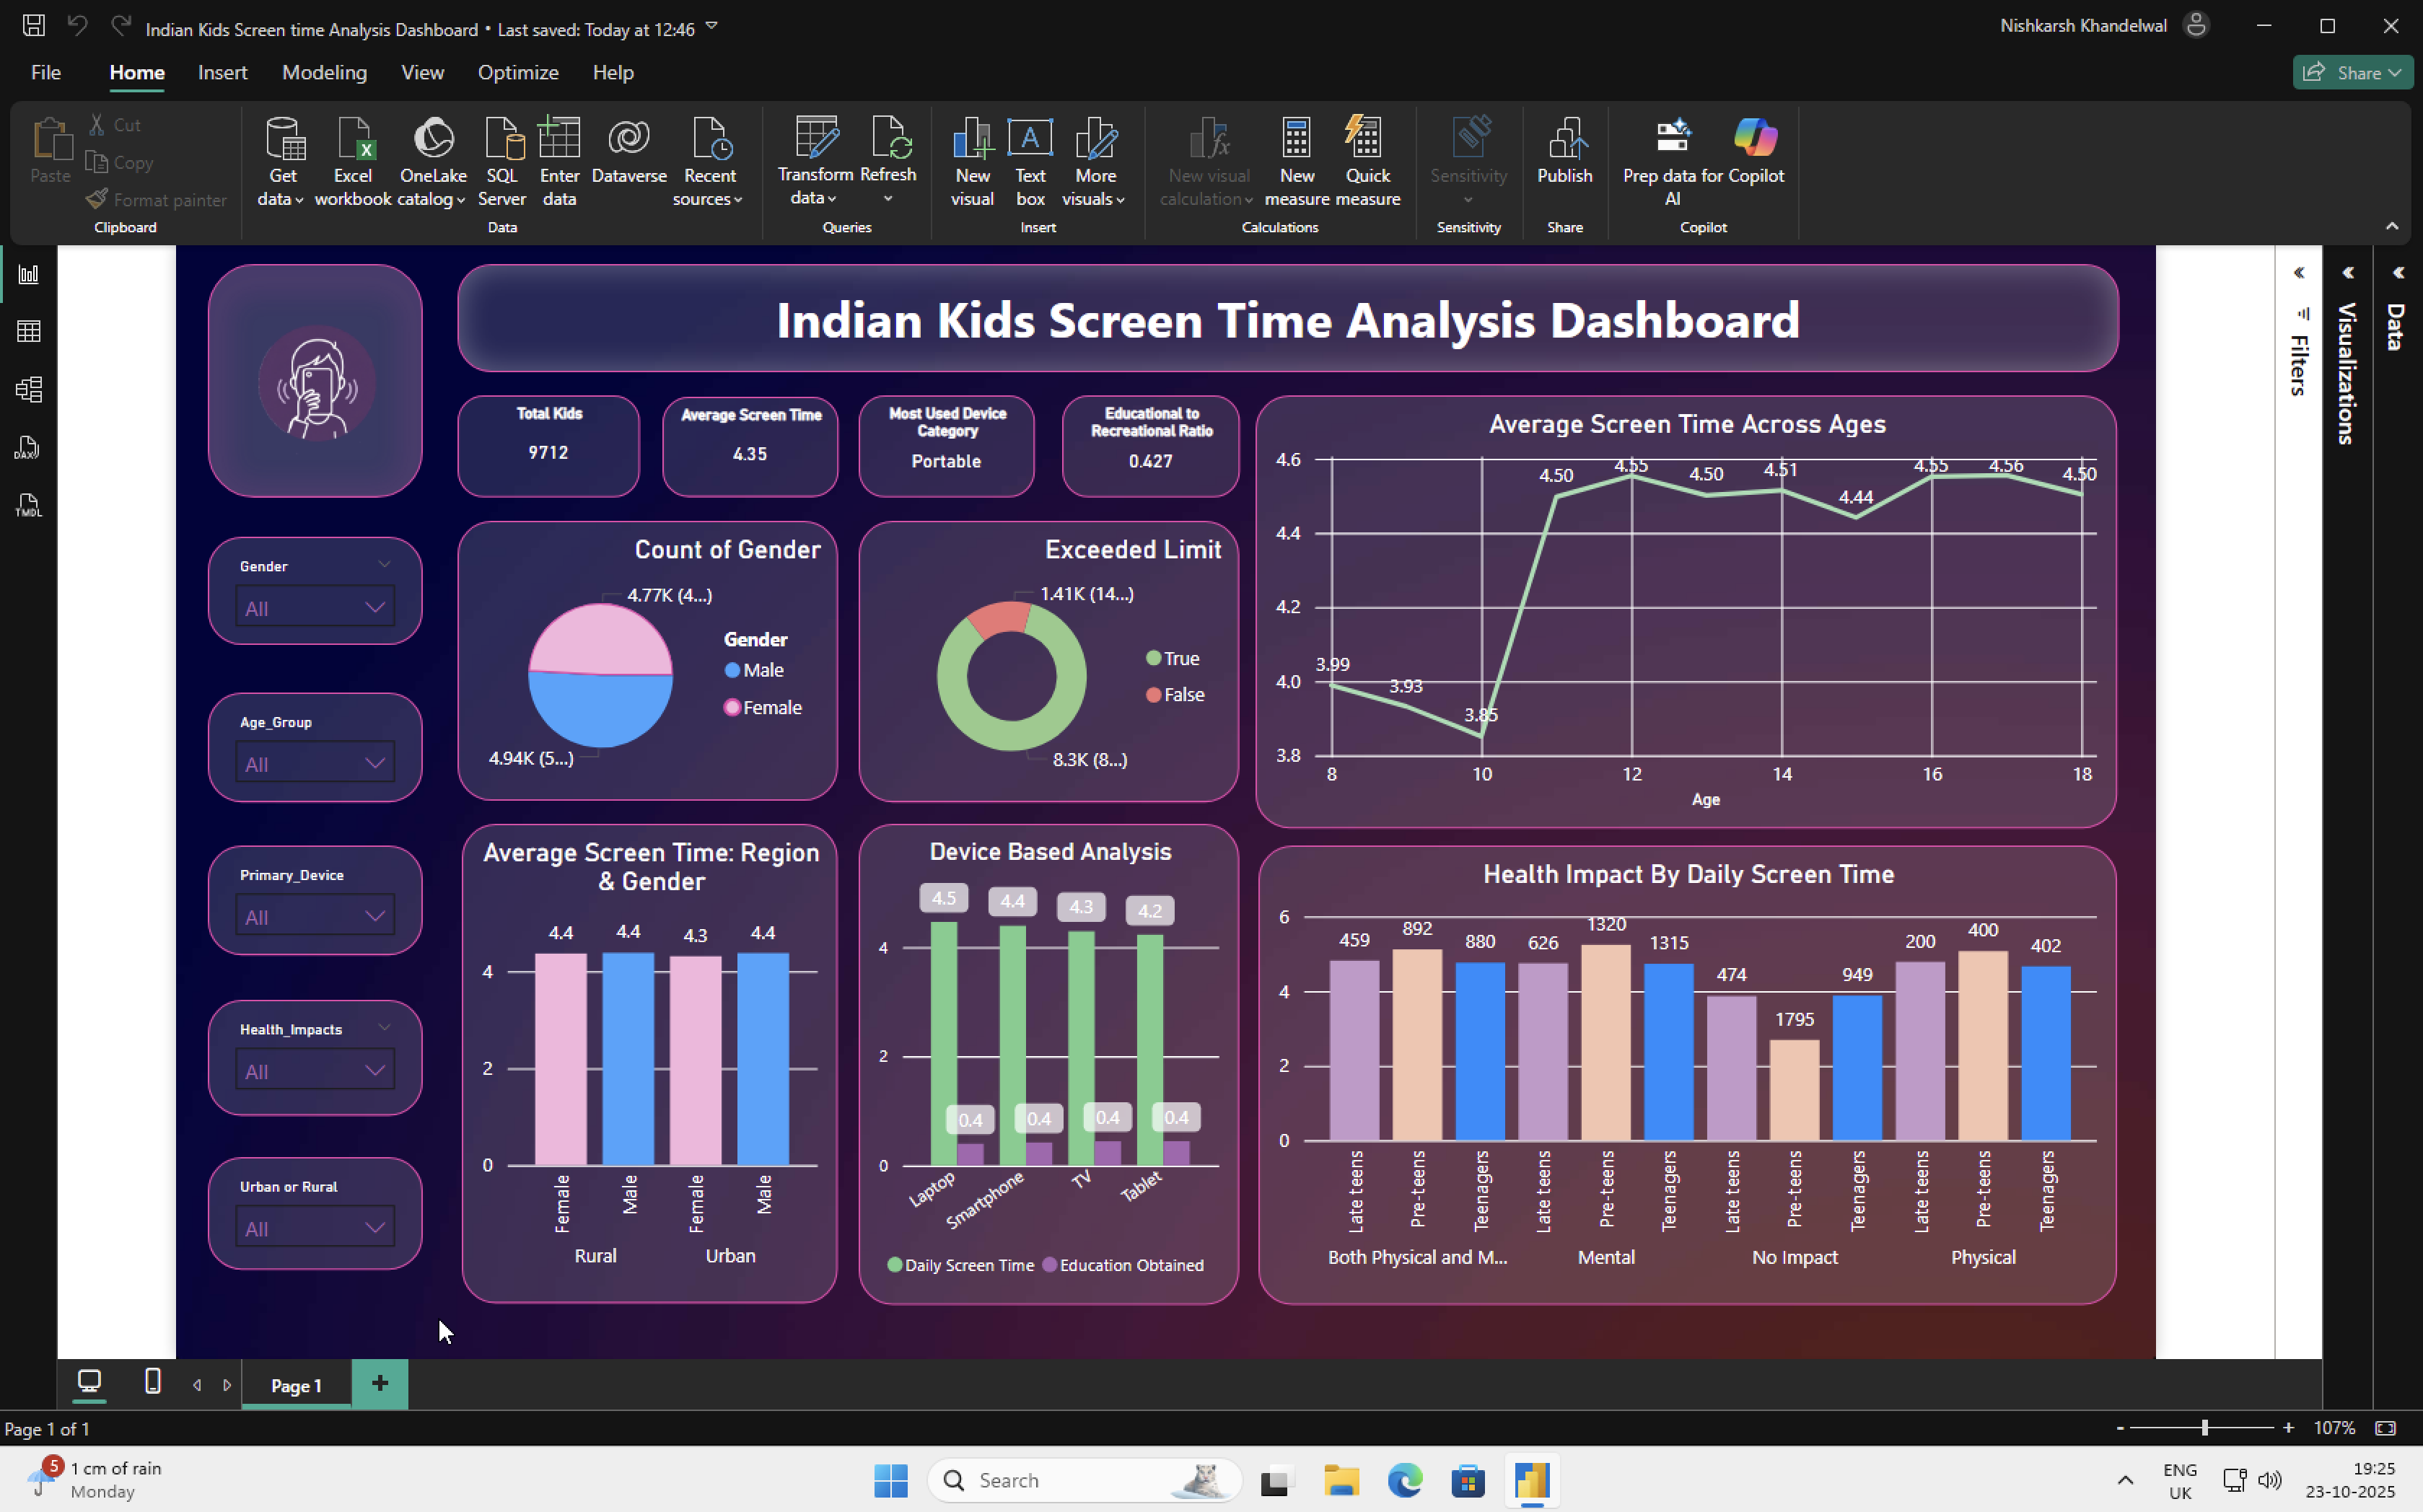 Indian Kids Screen time Analysis Dashboard • Last saved: Today at 12:46
Nishkarsh Khandelwal
File
Home
Insert
Modeling
View
Optimize
Help
Share
Paste
Cut
Copy
Format painter
Clipboard
Get data
Excel workbook
OneLake catalog
SQL Server
Enter data
Dataverse
Recent sources
Data
Transform data
Refresh
Queries
New visual
Text box
More visuals
Insert
New visual calculation
New measure
Quick measure
Calculations
Sensitivity
Sensitivity
Publish
Share
Prep data for AI
Copilot
Copilot
DAX
TMDL
Indian Kids Screen Time Analysis Dashboard
Total Kids
9712
Average Screen Time
4.35
Most Used Device
Category
Portable
Educational to
Recreational Ratio
0.427
Gender
All
Age_Group
All
Primary_Device
All
Health_Impacts
All
Urban or Rural
All
Count of Gender
4.77K (4...)
4.94K (5...)
Gender
Male
Female
Exceeded Limit
1.41K (14...)
8.3K (8...)
True
False
Average Screen Time Across Ages
4.6
4.4
4.2
4.0
3.8
3.99
3.93
3.85
4.50
4.55
4.50
4.51
4.44
4.55
4.56
4.50
8 10 12 14 16 18
Age
Average Screen Time: Region
& Gender
4.4 4.4 4.3 4.4
4
2
0
Female Male Female Male
Rural Urban
Device Based Analysis
4.5 4.4 4.3 4.2
4
2
0.4 0.4 0.4 0.4
0
Laptop Smartphone TV Tablet
Daily Screen Time Education Obtained
Health Impact By Daily Screen Time
6
4
2
0
459 892 880 626 1320 1315 474 1795 949 200 400 402
Late teens Pre-teens Teenagers Late teens Pre-teens Teenagers Late teens Pre-teens Teenagers Late teens Pre-teens Teenagers
Both Physical and M... Mental No Impact Physical
Filters
Visualizations
Data
Page 1
+
Page 1 of 1
- + 107%
5
1 cm of rain
Monday
Search
ENG
UK
19:25
23-10-2025